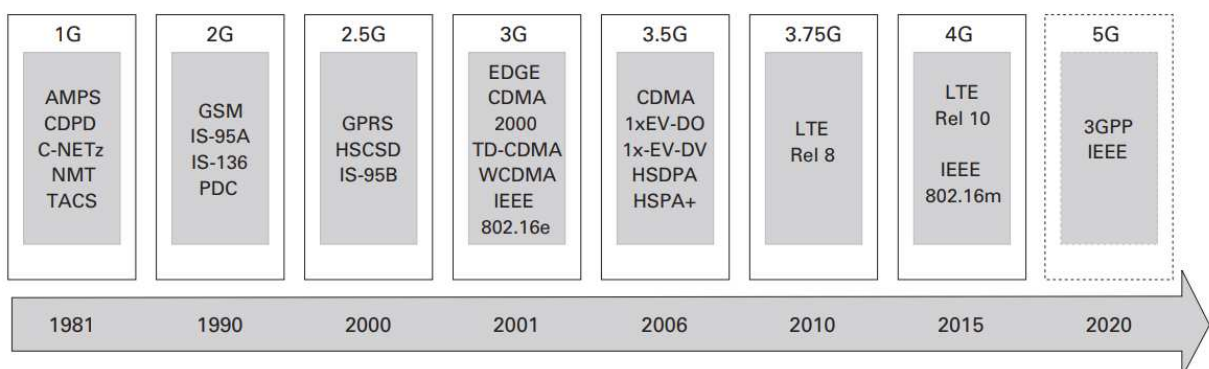 1G
AMPS
CDPD
C-NETz
NMT
TACS
2G
GSM
IS-95A
IS-136
PDC
2.5G
GPRS
HSCSD
IS-95B
3G
EDGE
CDMA
2000
TD-CDMA
WCDMA
IEEE
802.16e
3.5G
CDMA
1xEV-DO
1x-EV-DV
HSDPA
HSPA+
3.75G
LTE
Rel 8
4G
LTE
Rel 10
IEEE
802.16m
5G
3GPP
IEEE
1981
1990
2000
2001
2006
2010
2015
2020